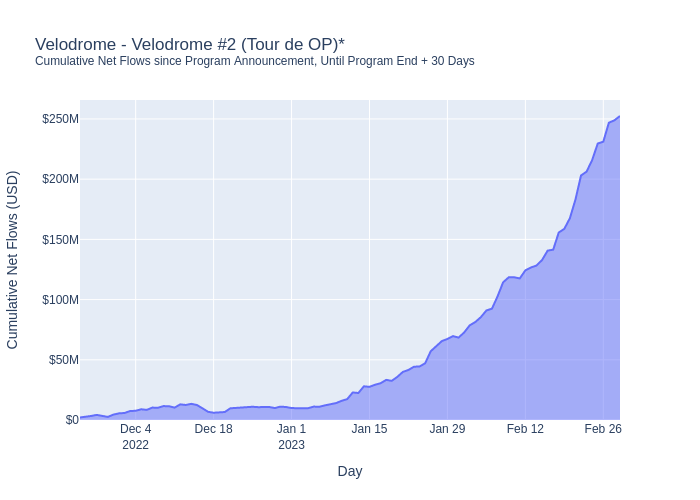 Velodrome - Velodrome #2 (Tour de OP)*
Cumulative Net Flows since Program Announcement, Until Program End + 30 Days
Cumulative Net Flows (USD)
$250M
$200M
$150M
$100M
$50M
$0
Dec 4
2022
Dec 18
Jan 1
2023
Jan 15
Jan 29
Feb 12
Feb 26
Day